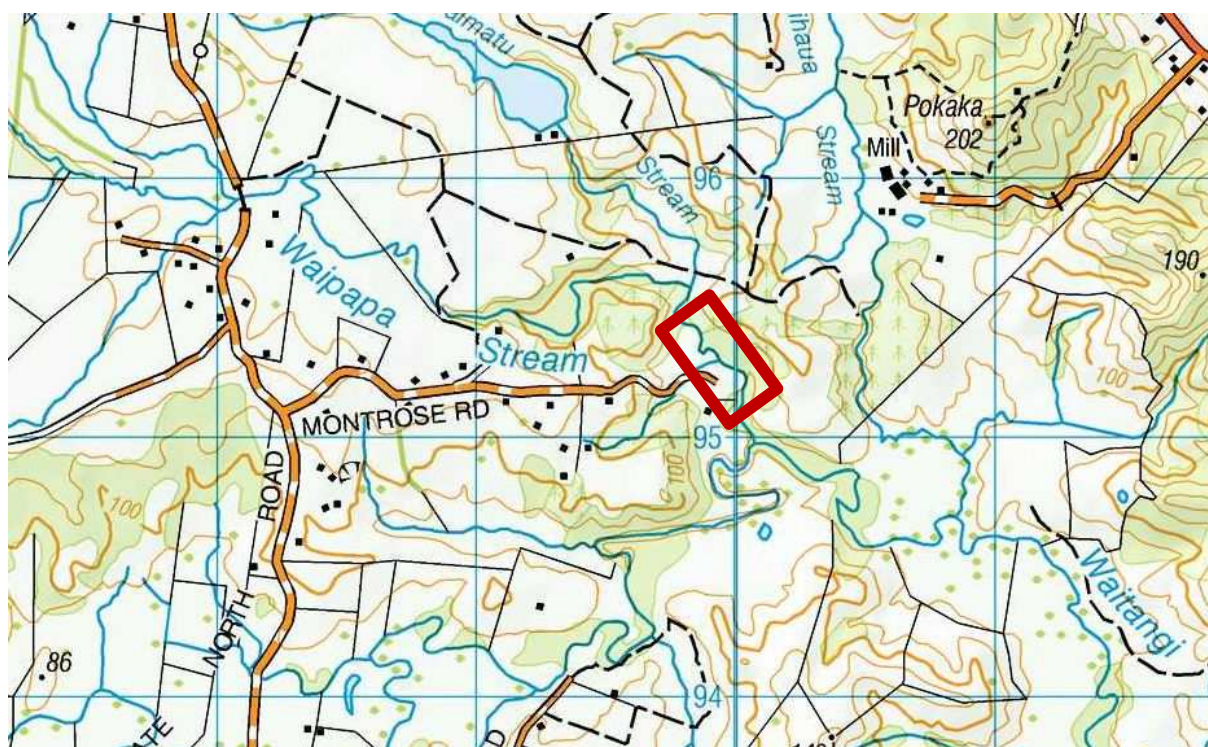 Pokaka
202
Mill
96
Stream
Stream
190
Waipapa
Stream
100
MONTROSE RD
95
100
100
NORTH ROAD
Waitangi
86
94